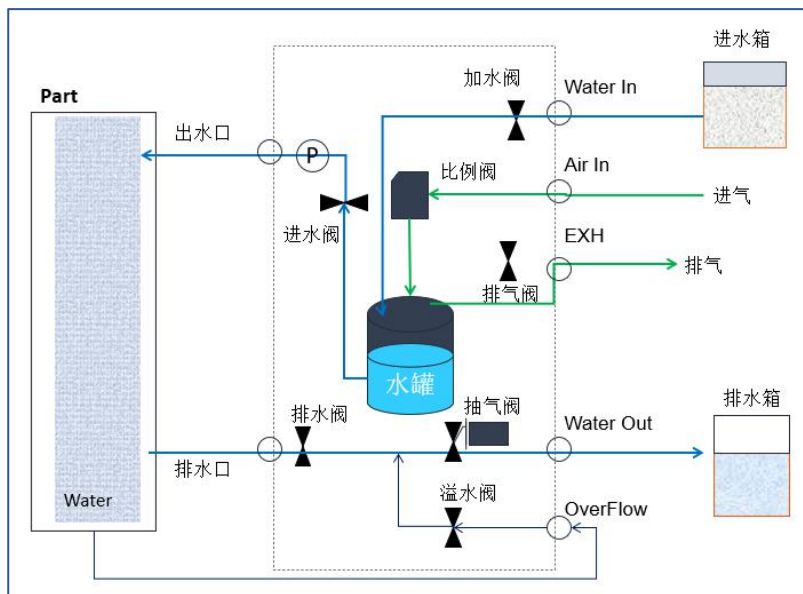 进水箱
加水阀
Water In
Part
出水口
P
比例阀
Air In
进气
进水阀
EXH
排气阀
排气
水罐
排水阀
抽气阀
Water Out
排水箱
排水口
溢水阀
OverFlow
Water